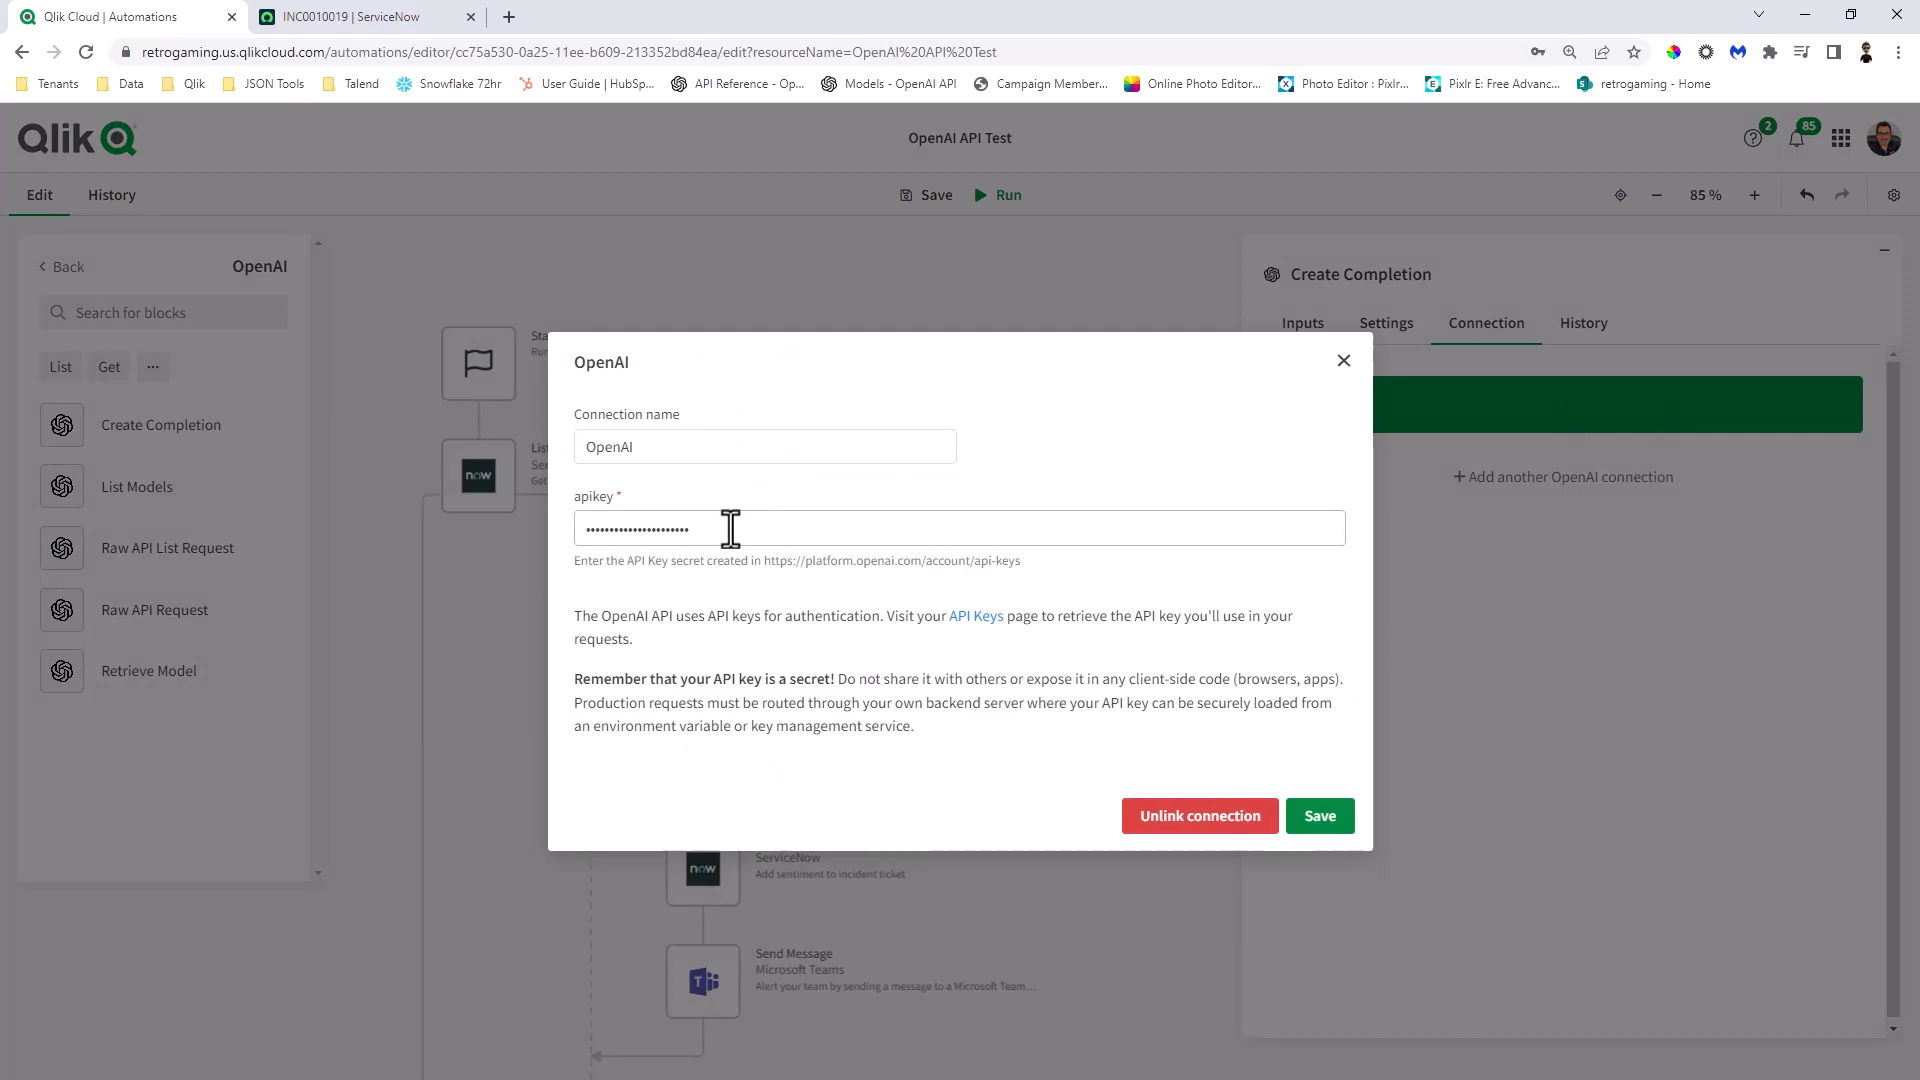 Qlik Cloud | Automations
INC0010019 | ServiceNow
retrogaming.us.qlikcloud.com/automations/editor/cc75a530-0a25-11ee-b609-213352bd84ea/edit?resourceName=OpenAI%20API%20Test
Tenants
Data
Qlik
JSON Tools
Talend
Snowflake 72hr
User Guide | HubSp...
API Reference - Op...
Models - OpenAI API
Campaign Member...
Online Photo Editor...
Photo Editor : Pixlr...
Pixlr E: Free Advanc...
retrogaming - Home
Qlik
OpenAI API Test
2
85
Edit
History
Save
Run
85 %
Back
OpenAI
Search for blocks
List
Get
...
Create Completion
List Models
Raw API List Request
Raw API Request
Retrieve Model
Sta
Run
now
List
Ser
Get
OpenAI
Connection name
OpenAI
apikey *
••••••••••••••••••••••
Enter the API Key secret created in https://platform.openai.com/account/api-keys
The OpenAI API uses API keys for authentication. Visit your API Keys page to retrieve the API key you'll use in your
requests.
Remember that your API key is a secret! Do not share it with others or expose it in any client-side code (browsers, apps).
Production requests must be routed through your own backend server where your API key can be securely loaded from
an environment variable or key management service.
Unlink connection
Save
now
ServiceNow
Add sentiment to incident ticket
Send Message
Microsoft Teams
Alert your team by sending a message to a Microsoft Team...
Create Completion
Inputs
Settings
Connection
History
+ Add another OpenAI connection